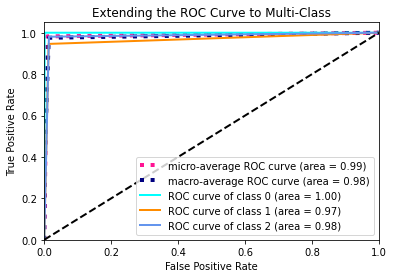 Extending the ROC Curve to Multi-Class
True Positive Rate
1.0
0.8
0.6
0.4
0.2
0.0
micro-average ROC curve (area = 0.99)
macro-average ROC curve (area = 0.98)
ROC curve of class 0 (area = 1.00)
ROC curve of class 1 (area = 0.97)
ROC curve of class 2 (area = 0.98)
0.0 0.2 0.4 0.6 0.8 1.0
False Positive Rate